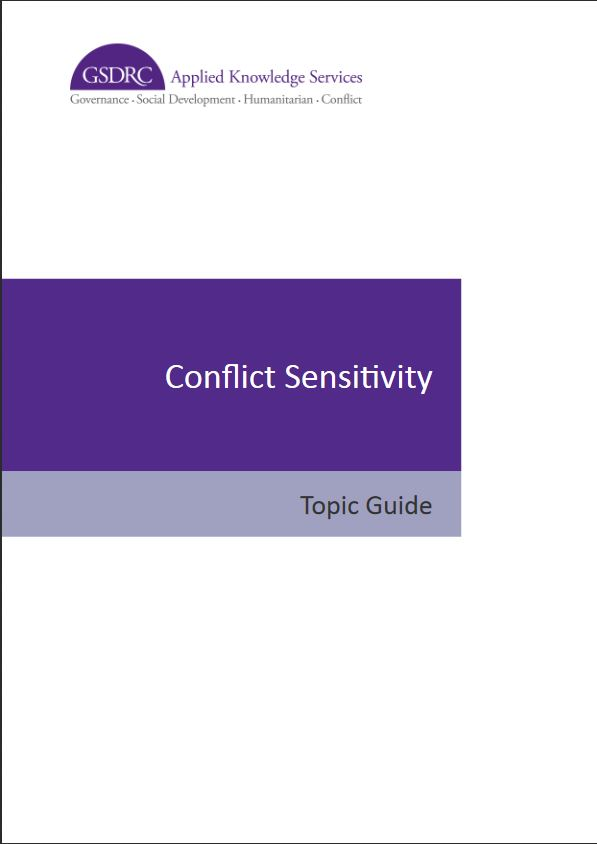 GSDRC Applied Knowledge Services
Governance · Social Development · Humanitarian · Conflict
Conflict Sensitivity
Topic Guide